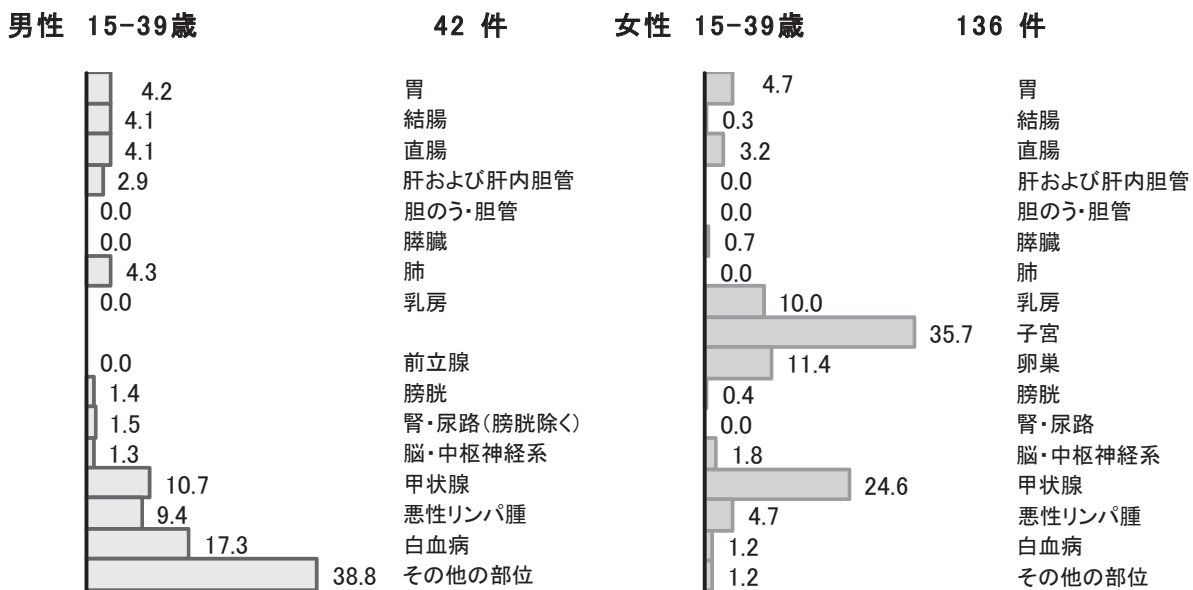 男性 15-39歳 42 件
4.2 胃
4.1 結腸
4.1 直腸
2.9 肝および肝内胆管
0.0 胆のう・胆管
0.0 膵臓
4.3 肺
0.0 乳房
0.0 前立腺
1.4 膀胱
1.5 腎・尿路（膀胱除く）
1.3 脳・中枢神経系
10.7 甲状腺
9.4 悪性リンパ腫
17.3 白血病
38.8 その他の部位
女性 15-39歳 136 件
4.7 胃
0.3 結腸
3.2 直腸
0.0 肝および肝内胆管
0.0 胆のう・胆管
0.7 膵臓
0.0 肺
10.0 乳房
35.7 子宮
11.4 卵巣
0.4 膀胱
0.0 腎・尿路
1.8 脳・中枢神経系
24.6 甲状腺
4.7 悪性リンパ腫
1.2 白血病
1.2 その他の部位